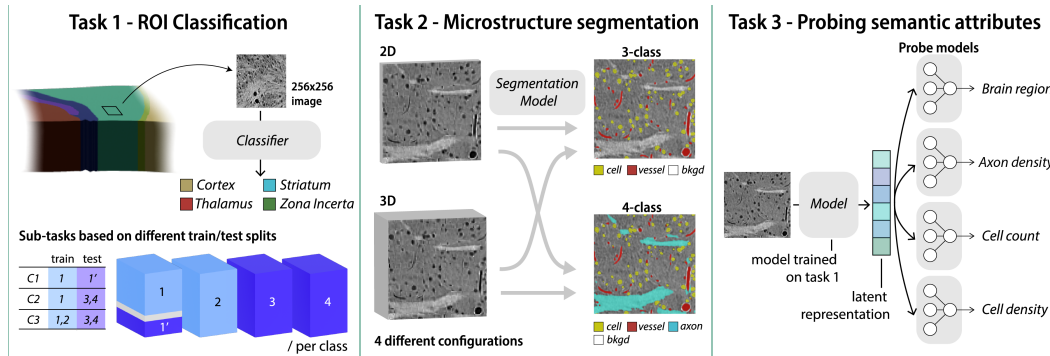 Task 1 - ROI Classification
256x256
image
Classifier
Cortex
Striatum
Thalamus
Zona Incerta
Sub-tasks based on different train/test splits
train test
C1 1 1'
C2 1 3,4
C3 1,2 3,4
1
1'
2
3
4
/ per class
Task 2 - Microstructure segmentation
2D
Segmentation
Model
3-class
cell vessel bkgd
3D
4-class
cell vessel axon
bkgd
4 different configurations
Task 3 - Probing semantic attributes
Probe models
Brain region
Axon density
Model
Cell count
model trained
on task 1
latent
representation
Cell density